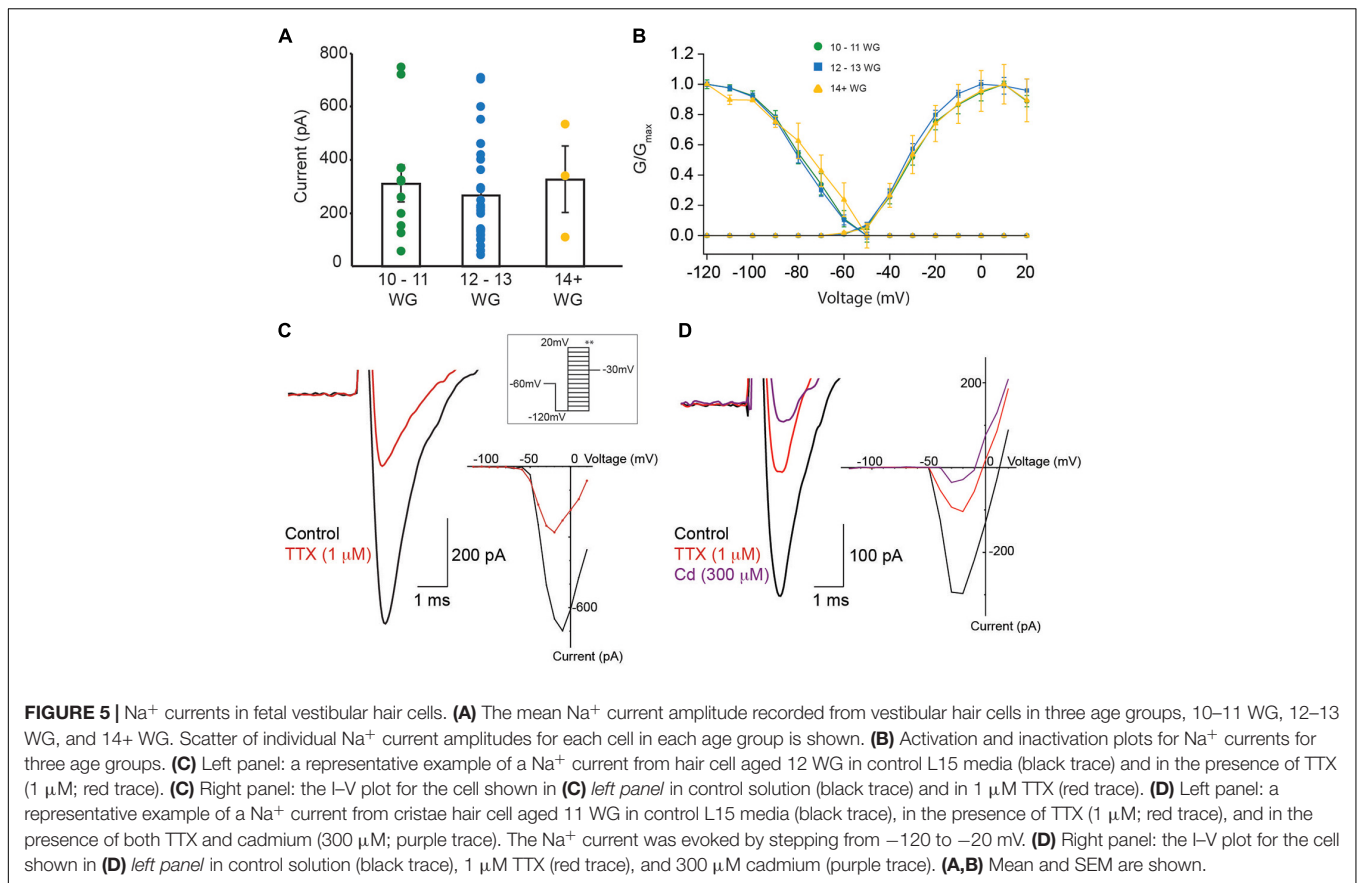 A
800
600
400
200
0
Current (pA)
10 - 11
WG
12 - 13
WG
14+
WG
B
10 - 11 WG
12 - 13 WG
14+ WG
1.2
1.0
0.8
0.6
0.4
0.2
0.0
G/Gmax
-120
-100
-80
-60
-40
-20
0
20
Voltage (mV)
C
20mV
**
-60mV
-30mV
-120mV
-100
-50
0
Voltage (mV)
Control
TTX (1 μM)
200 pA
1 ms
-600
Current (pA)
D
200
-100
-50
0
Voltage (mV)
Control
TTX (1 μM)
Cd (300 μM)
100 pA
1 ms
-200
Current (pA)
FIGURE 5 | Na+ currents in fetal vestibular hair cells. (A) The mean Na+ current amplitude recorded from vestibular hair cells in three age groups, 10–11 WG, 12–13
WG, and 14+ WG. Scatter of individual Na+ current amplitudes for each cell in each age group is shown. (B) Activation and inactivation plots for Na+ currents for
three age groups. (C) Left panel: a representative example of a Na+ current from hair cell aged 12 WG in control L15 media (black trace) and in the presence of TTX
(1 μM; red trace). (C) Right panel: the I–V plot for the cell shown in (C) left panel in control solution (black trace) and in 1 μM TTX (red trace). (D) Left panel: a
representative example of a Na+ current from cristae hair cell aged 11 WG in control L15 media (black trace), in the presence of TTX (1 μM; red trace), and in the
presence of both TTX and cadmium (300 μM; purple trace). The Na+ current was evoked by stepping from −120 to −20 mV. (D) Right panel: the I–V plot for the cell
shown in (D) left panel in control solution (black trace), 1 μM TTX (red trace), and 300 μM cadmium (purple trace). (A,B) Mean and SEM are shown.